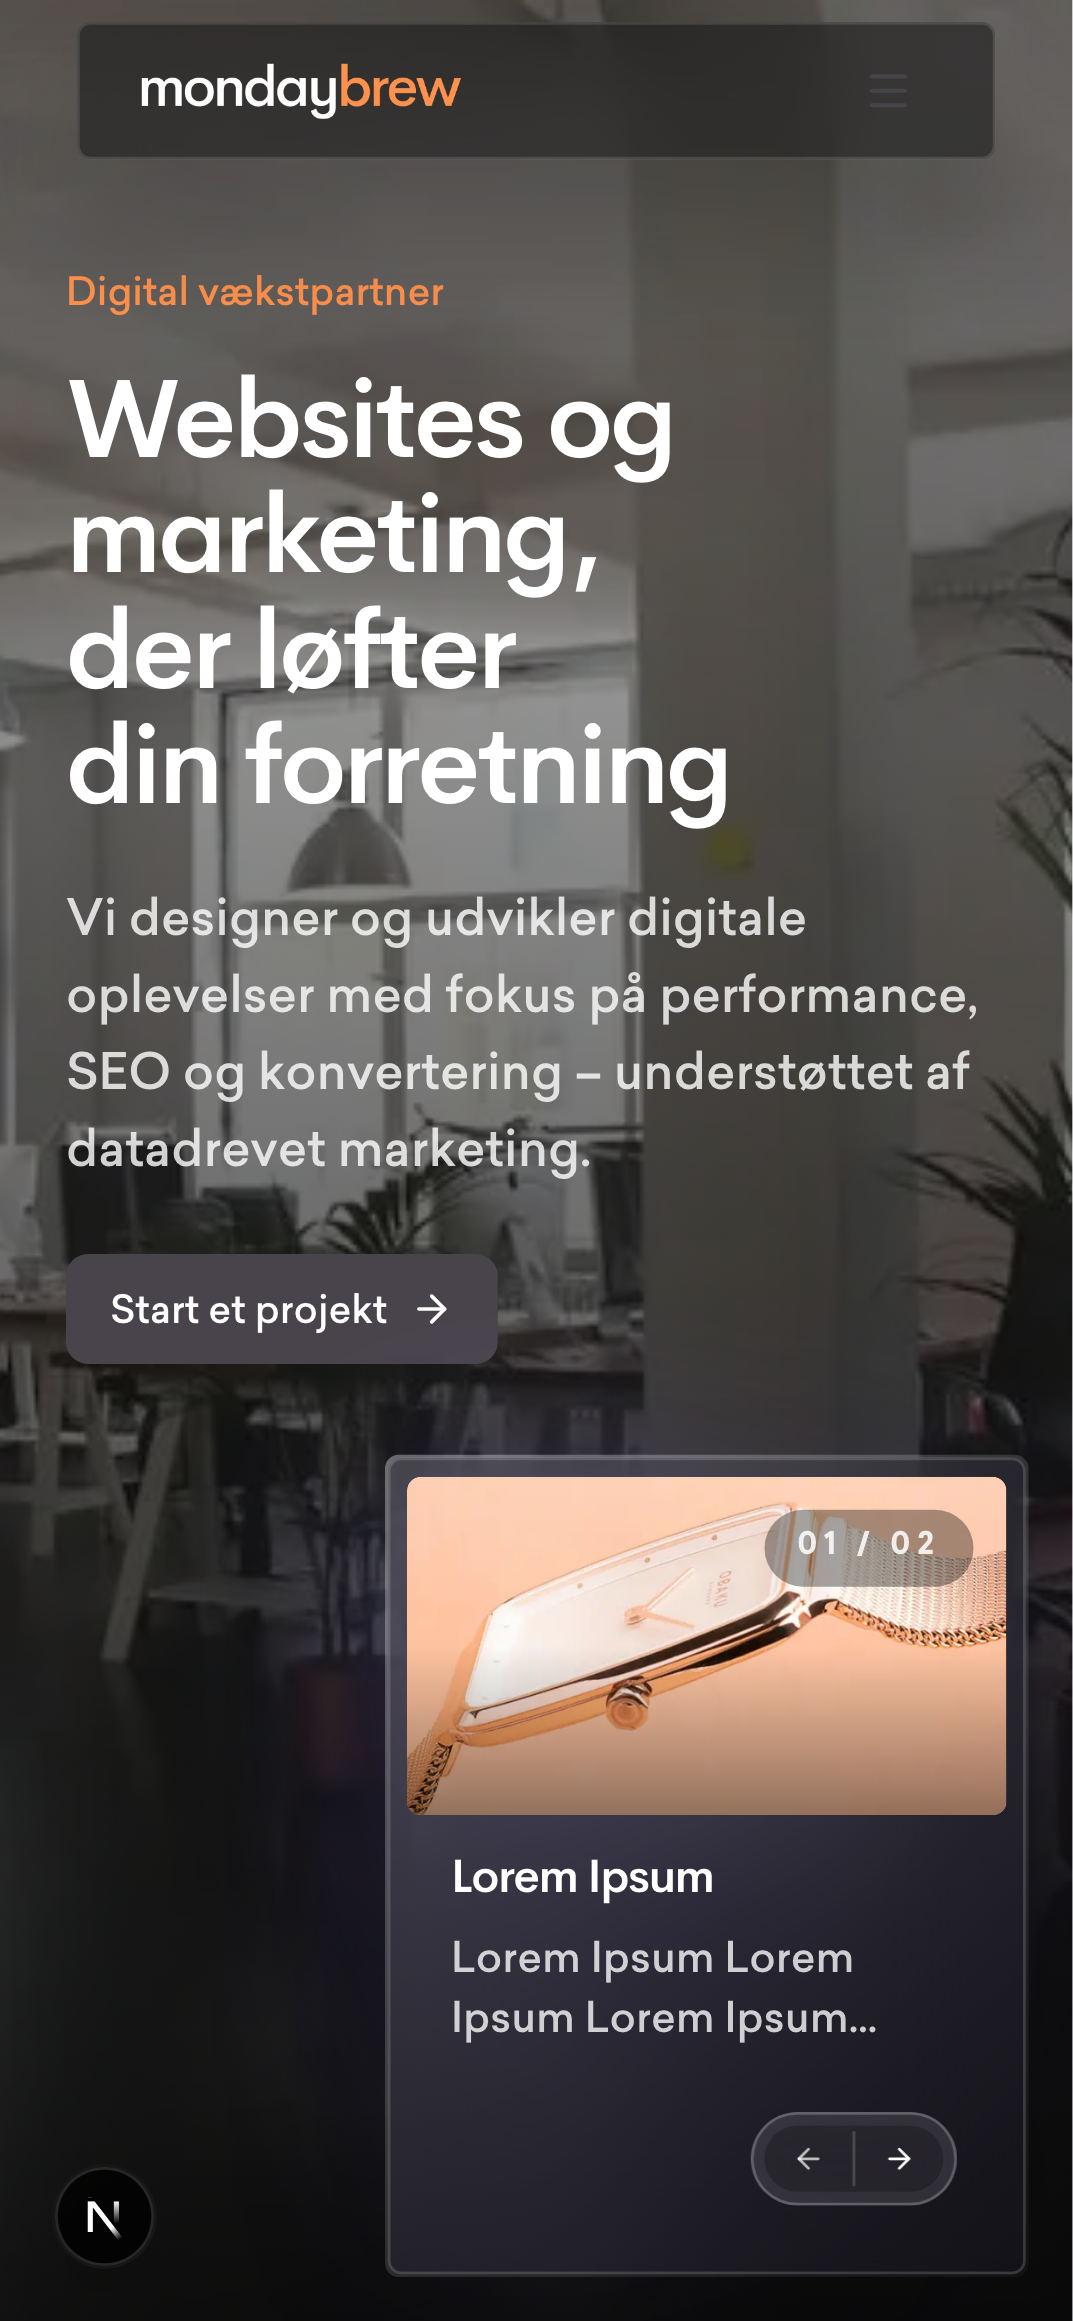 mondaybrew
Digital vækstpartner
Websites og
marketing,
der løfter
din forretning
Vi designer og udvikler digitale
oplevelser med fokus på performance,
SEO og konvertering – understøttet af
datadrevet marketing.
Start et projekt →
01 / 02
OBAKU
Lorem Ipsum
Lorem Ipsum Lorem
Ipsum Lorem Ipsum...
← | →
N